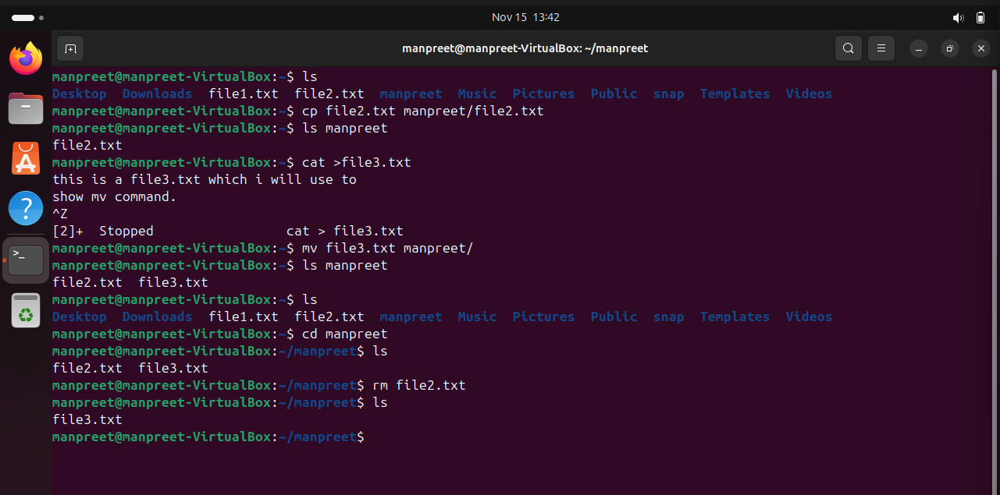 Nov 15 13:42
manpreet@manpreet-VirtualBox: ~/manpreet
manpreet@manpreet-VirtualBox:~$ ls
Desktop  Downloads  file1.txt  file2.txt  manpreet  Music  Pictures  Public  snap  Templates  Videos
manpreet@manpreet-VirtualBox:~$ cp file2.txt manpreet/file2.txt
manpreet@manpreet-VirtualBox:~$ ls manpreet
file2.txt
manpreet@manpreet-VirtualBox:~$ cat >file3.txt
this is a file3.txt which i will use to
show mv command.
^Z
[2]+  Stopped                 cat > file3.txt
manpreet@manpreet-VirtualBox:~$ mv file3.txt manpreet/
manpreet@manpreet-VirtualBox:~$ ls manpreet
file2.txt  file3.txt
manpreet@manpreet-VirtualBox:~$ ls
Desktop  Downloads  file1.txt  file2.txt  manpreet  Music  Pictures  Public  snap  Templates  Videos
manpreet@manpreet-VirtualBox:~$ cd manpreet
manpreet@manpreet-VirtualBox:~/manpreet$ ls
file2.txt  file3.txt
manpreet@manpreet-VirtualBox:~/manpreet$ rm file2.txt
manpreet@manpreet-VirtualBox:~/manpreet$ ls
file3.txt
manpreet@manpreet-VirtualBox:~/manpreet$